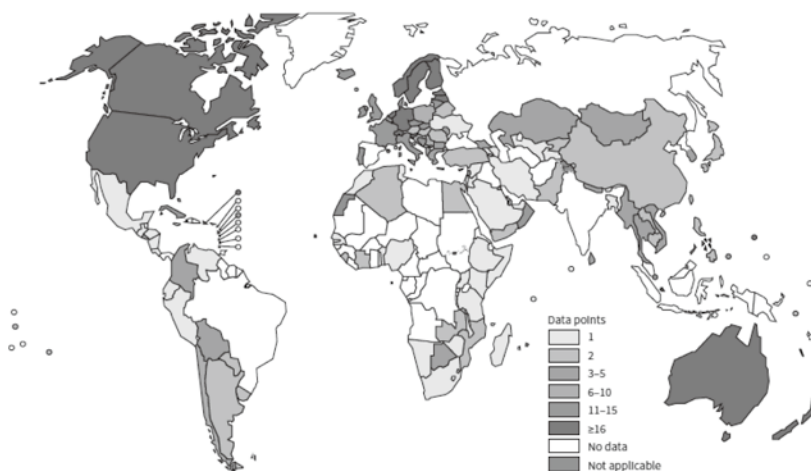 Data points
1
2
3–5
6–10
11–15
≥16
No data
Not applicable